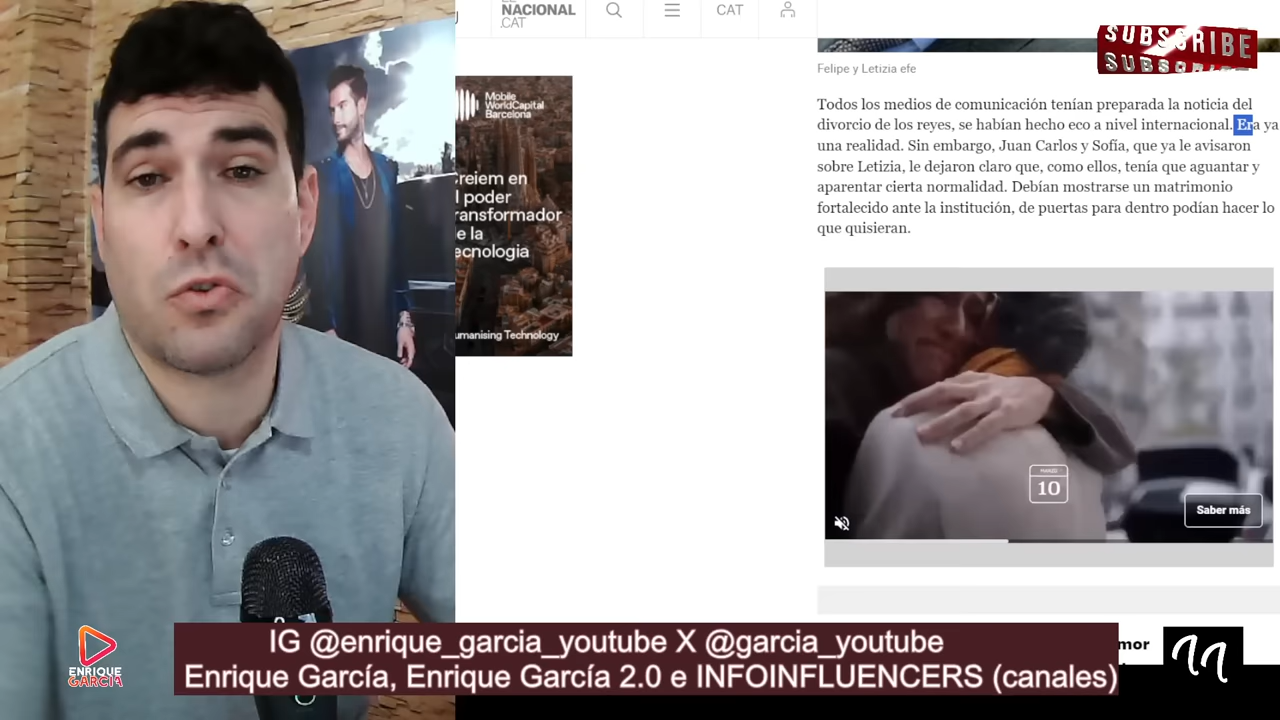 NACIONAL
.CAT
CAT
SUBSCRIBE
SUBSCRIBE
Felipe y Letizia efe
Mobile
WorldCapital
Barcelona
Creiem en
l poder
ransformador
e la
ecnologia
umanising Technology
Todos los medios de comunicación tenían preparada la noticia del
divorcio de los reyes, se habían hecho eco a nivel internacional. Era ya
una realidad. Sin embargo, Juan Carlos y Sofía, que ya le avisaron
sobre Letizia, le dejaron claro que, como ellos, tenía que aguantar y
aparentar cierta normalidad. Debían mostrarse un matrimonio
fortalecido ante la institución, de puertas para dentro podían hacer lo
que quisieran.
MARZO
10
Saber más
mor
ENRIQUE
GARCÍA
IG @enrique_garcia_youtube X @garcia_youtube
Enrique García, Enrique García 2.0 e INFOINFLUENCERS (canales)